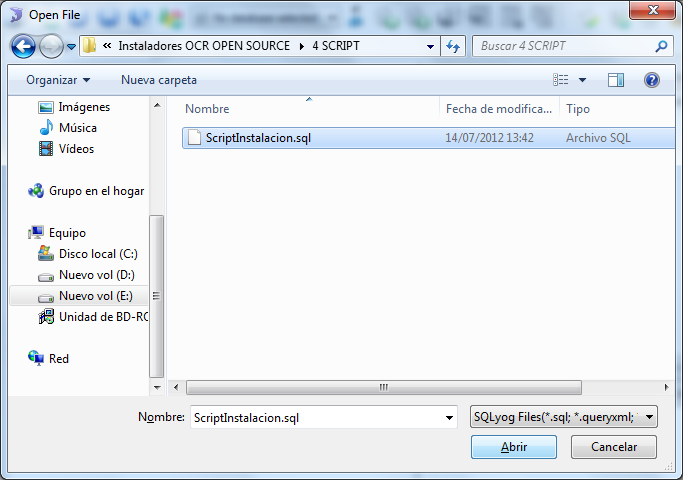 Open File
« Instaladores OCR OPEN SOURCE 4 SCRIPT
Buscar 4 SCRIPT
Organizar
Nueva carpeta
Nombre
Fecha de modifica...
Tipo
Imágenes
Música
Vídeos
Grupo en el hogar
Equipo
Disco local (C:)
Nuevo vol (D:)
Nuevo vol (E:)
Unidad de BD-RO
Red
ScriptInstalacion.sql
14/07/2012 13:42
Archivo SQL
Nombre:
ScriptInstalacion.sql
SQLyog Files(*.sql; *.queryxml;
Abrir
Cancelar